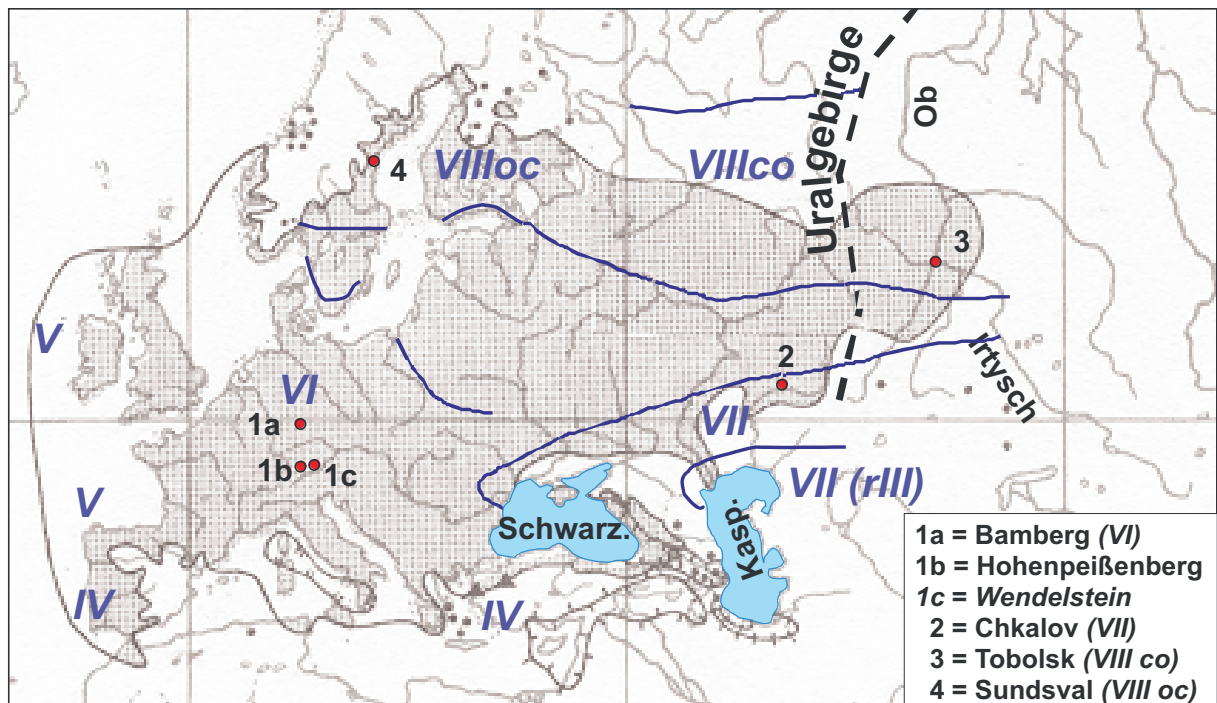 Uralgebirge
Ob
VIIIoc
VIIIco
4
3
V
Irtysch
2
VI
1a
VII
1b
1c
VII (rIII)
V
Schwarz.
Kasp.
IV
IV
1a = Bamberg (VI)
1b = Hohenpeißenberg
1c = Wendelstein
2 = Chkalov (VII)
3 = Tobolsk (VIII co)
4 = Sundsval (VIII oc)